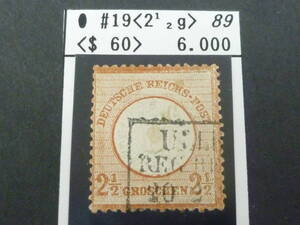 ● #19<2½g> 89
<$ 60> 6.000
DEUTSCHE REICHS-POST
2½ 2½
GROSCHEN